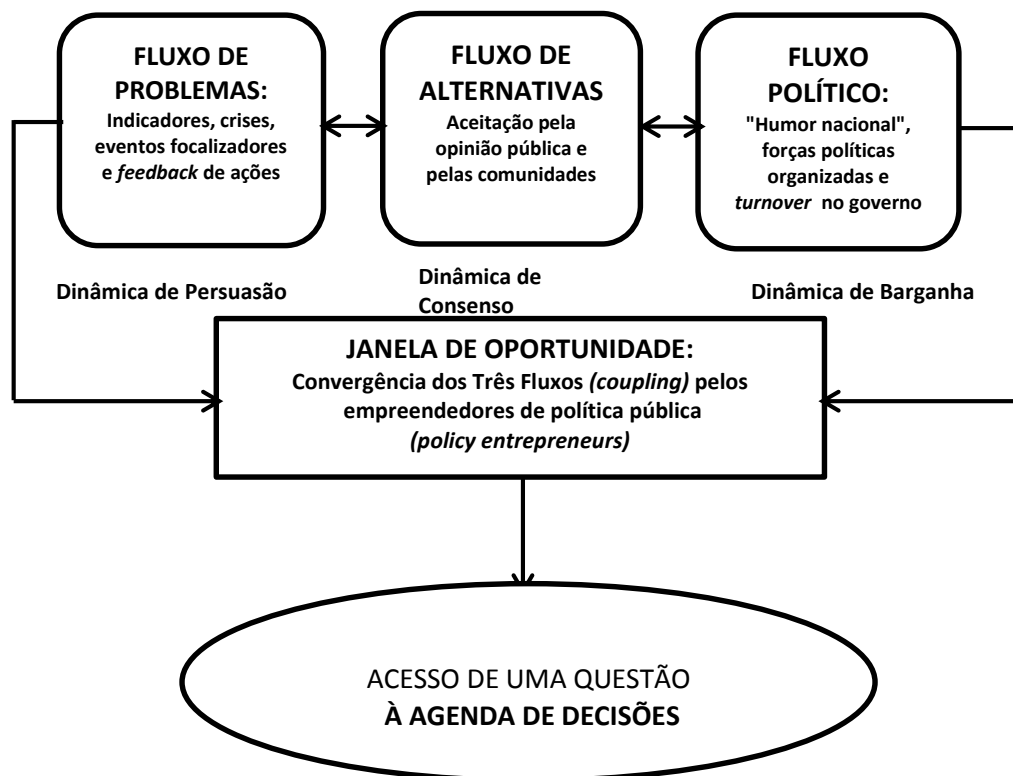 FLUXO DE
PROBLEMAS:
Indicadores, crises,
eventos focalizadores
e feedback de ações
FLUXO DE
ALTERNATIVAS
Aceitação pela
opinião pública e
pelas comunidades
FLUXO
POLÍTICO:
"Humor nacional",
forças políticas
organizadas e
turnover no governo
Dinâmica de Persuasão
Dinâmica de
Consenso
Dinâmica de Barganha
JANELA DE OPORTUNIDADE:
Convergência dos Três Fluxos (coupling) pelos
empreendedores de política pública
(policy entrepreneurs)
ACESSO DE UMA QUESTÃO
À AGENDA DE DECISÕES